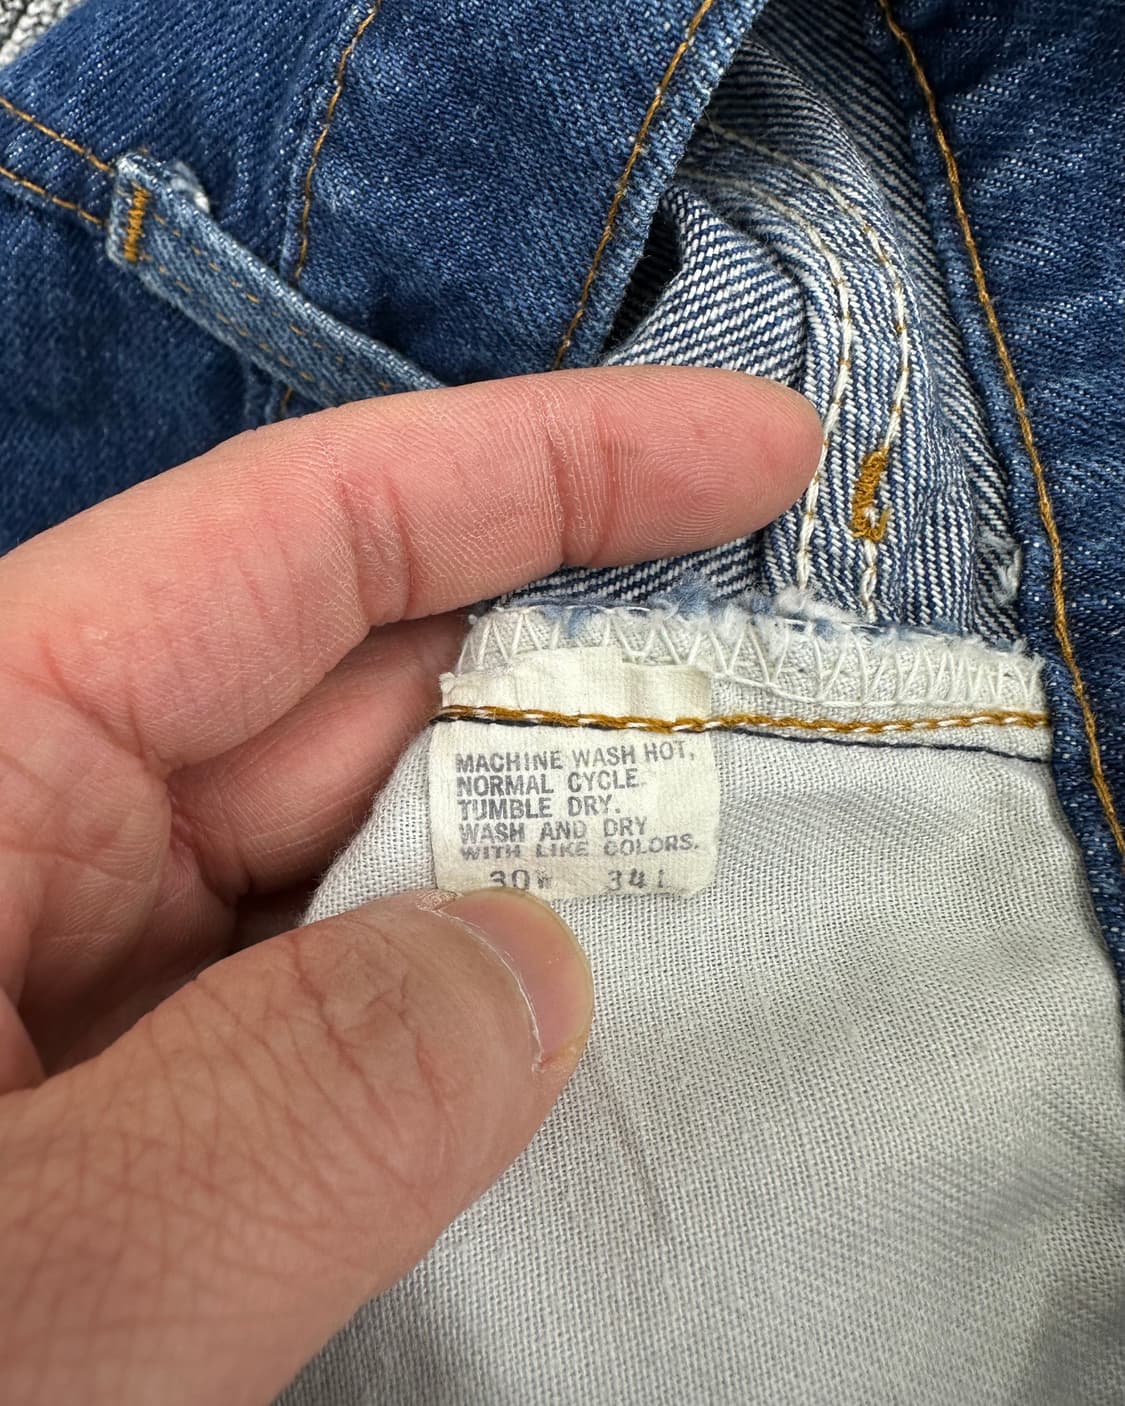 MACHINE WASH HOT,
NORMAL CYCLE.
TUMBLE DRY.
WASH AND DRY
WITH LIKE COLORS.
30W 34L